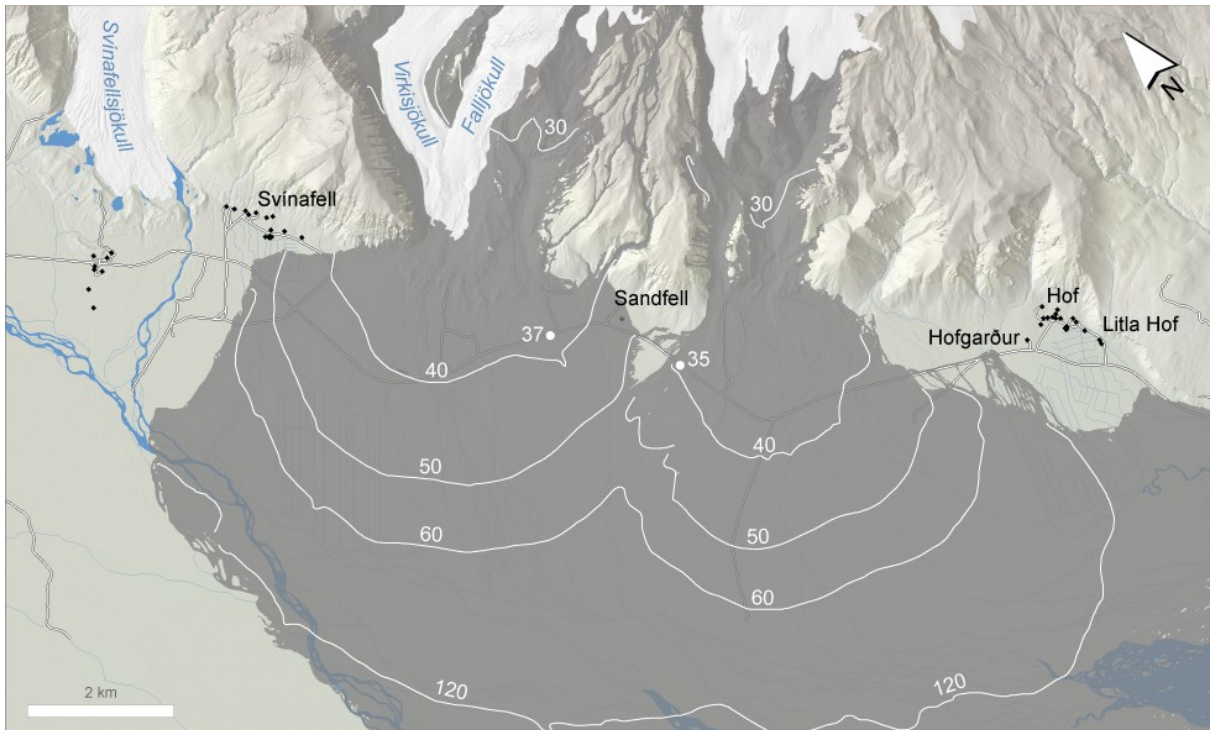 Svínafellsjökull
Virkisjökull
Falljökull
N
30
30
Svínafell
Sandfell
Hof
Litla Hof
Hofgarður
37
35
40
40
50
50
60
60
120
120
2 km